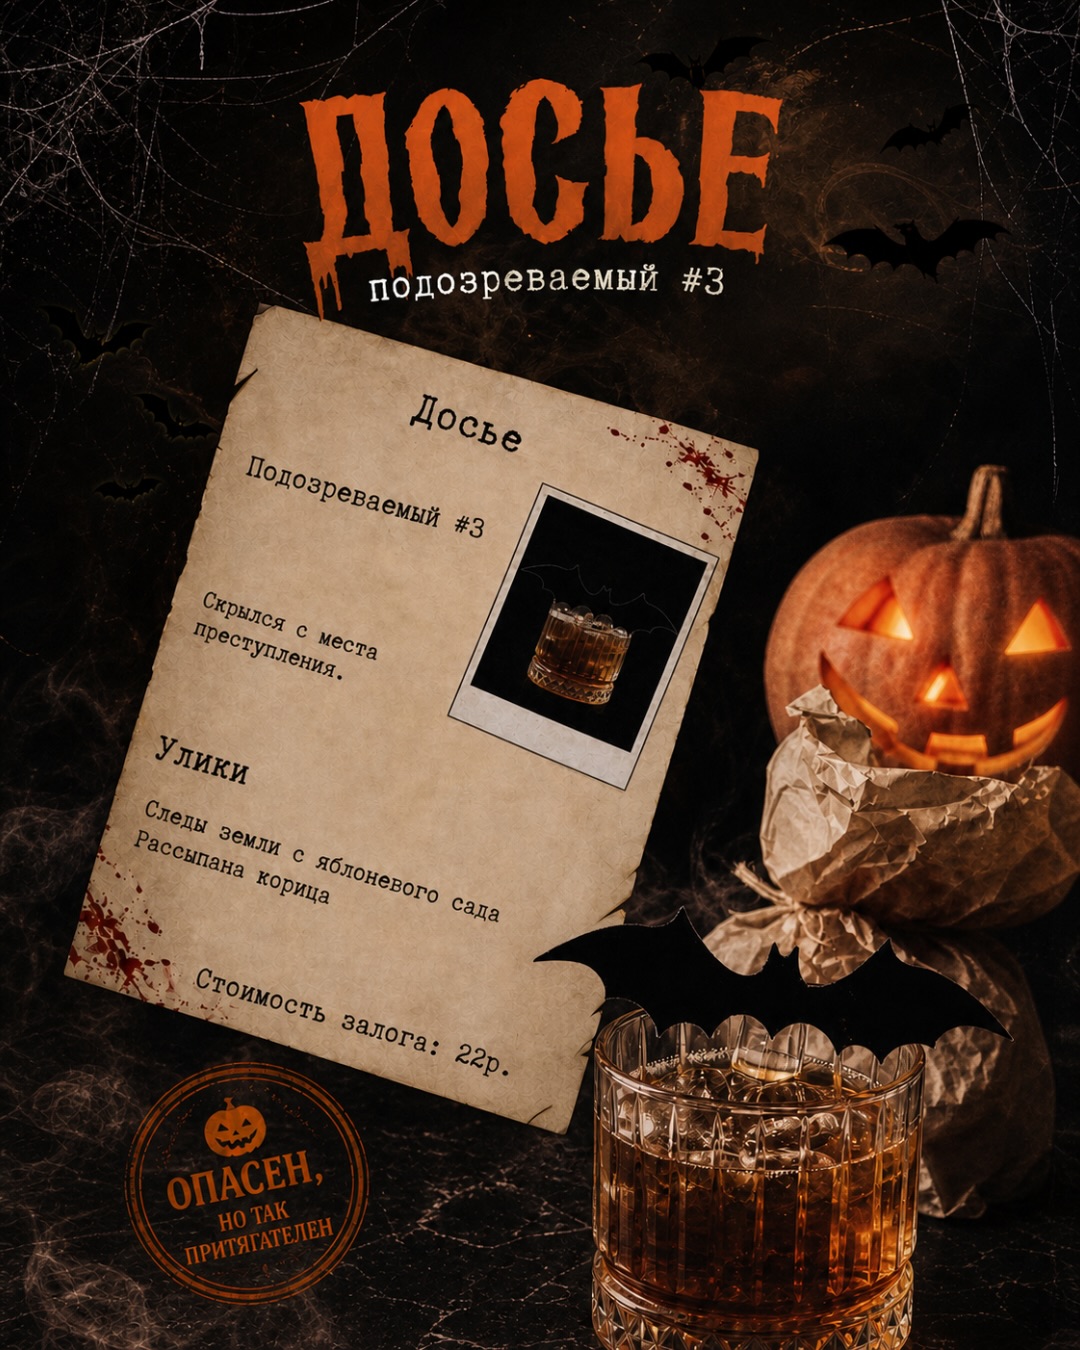 ДОСЬЕ
подозреваемый #3
Досье
Подозреваемый #3
Скрылся с места
преступления.
Улики
Следы земли с яблоневого сада
Рассыпана корица
Стоимость залога: 22р.
ОПАСЕН,
НО ТАК
ПРИТЯГАТЕЛЕН